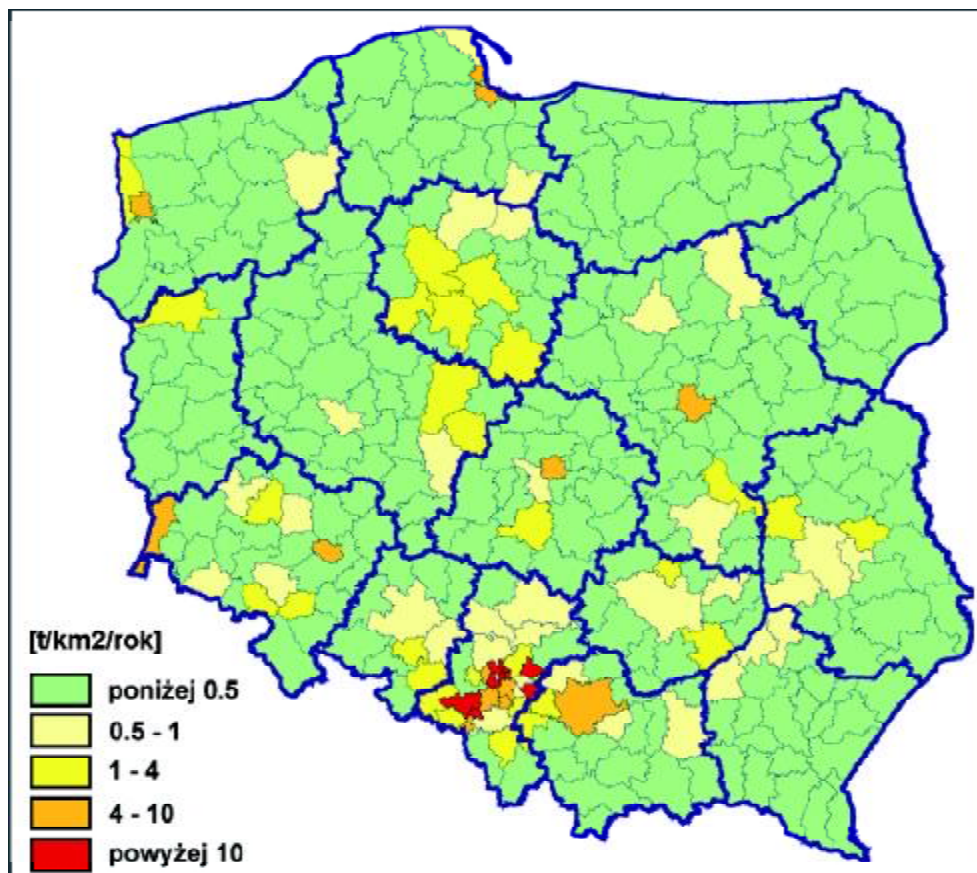 [t/km2/rok]
poniżej 0.5
0.5 - 1
1 - 4
4 - 10
powyżej 10